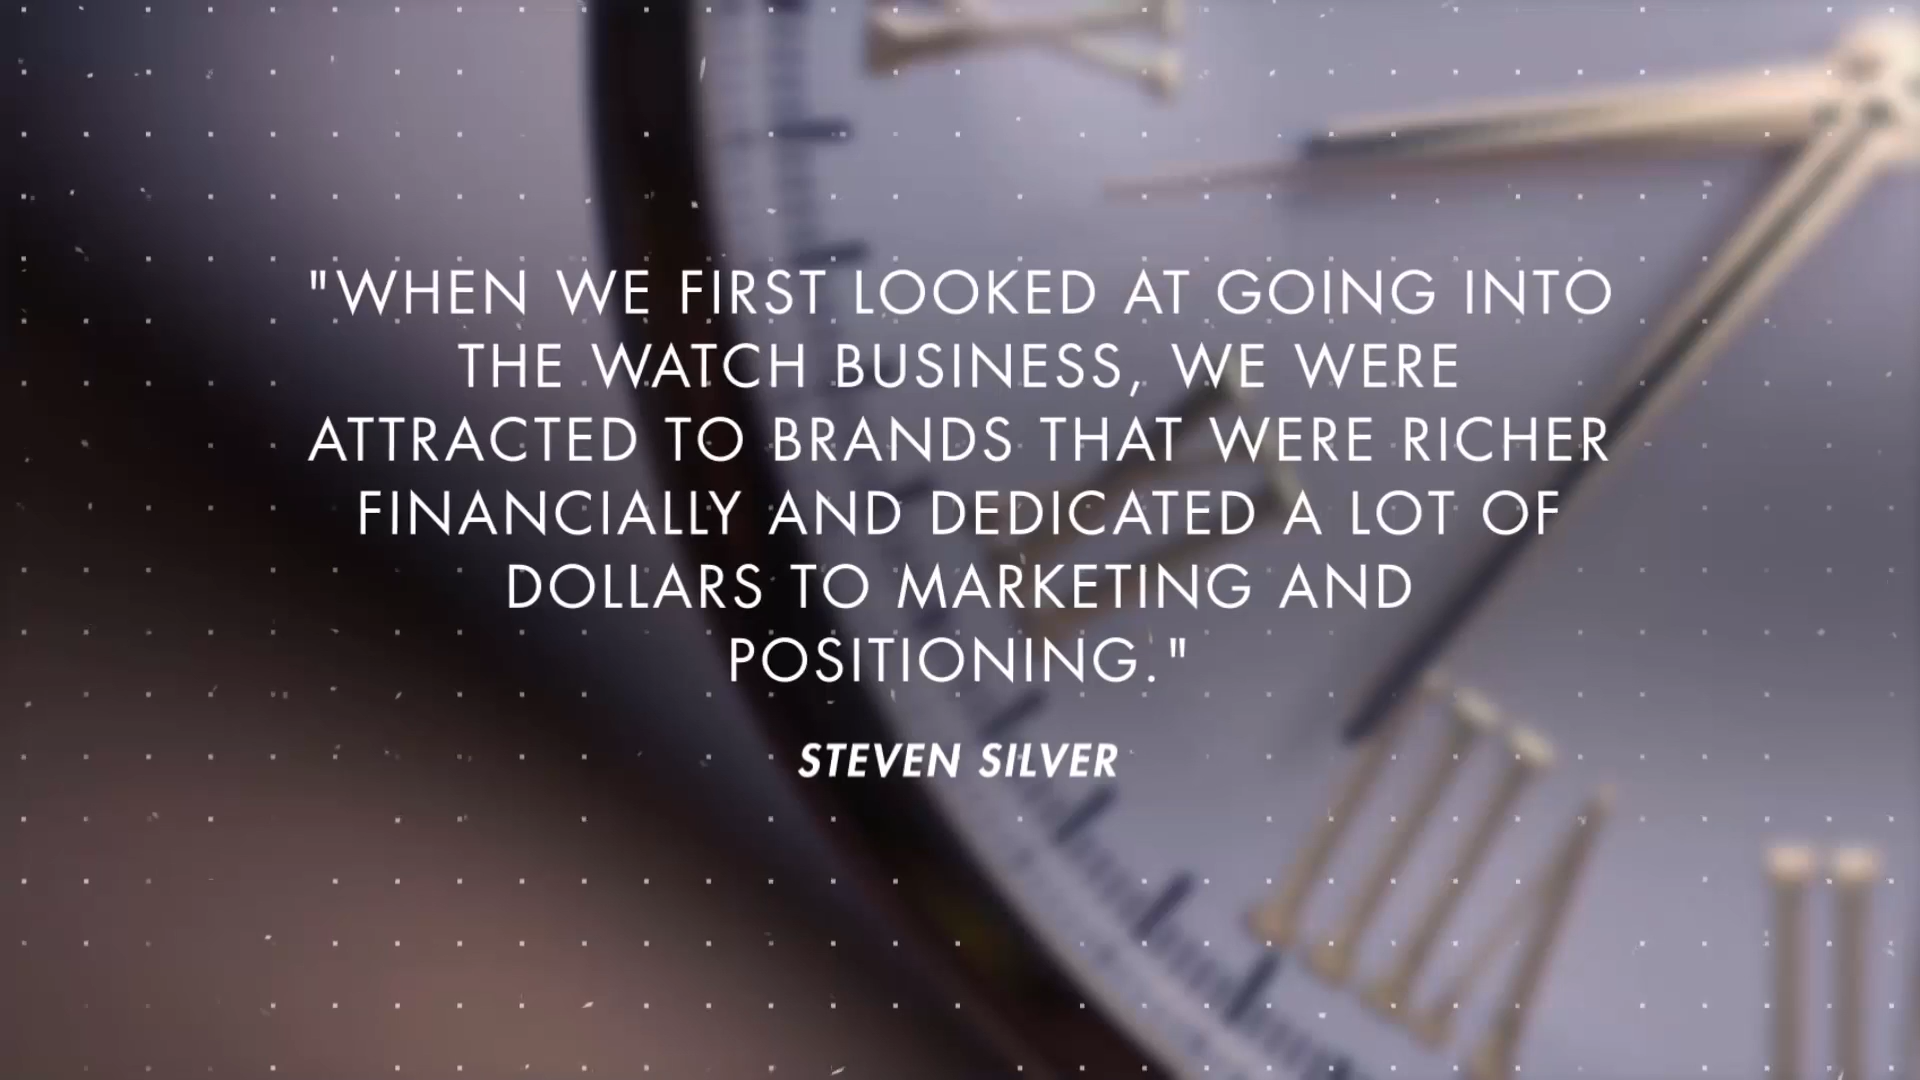 "WHEN WE FIRST LOOKED AT GOING INTO
THE WATCH BUSINESS, WE WERE
ATTRACTED TO BRANDS THAT WERE RICHER
FINANCIALLY AND DEDICATED A LOT OF
DOLLARS TO MARKETING AND
POSITIONING."
STEVEN SILVER